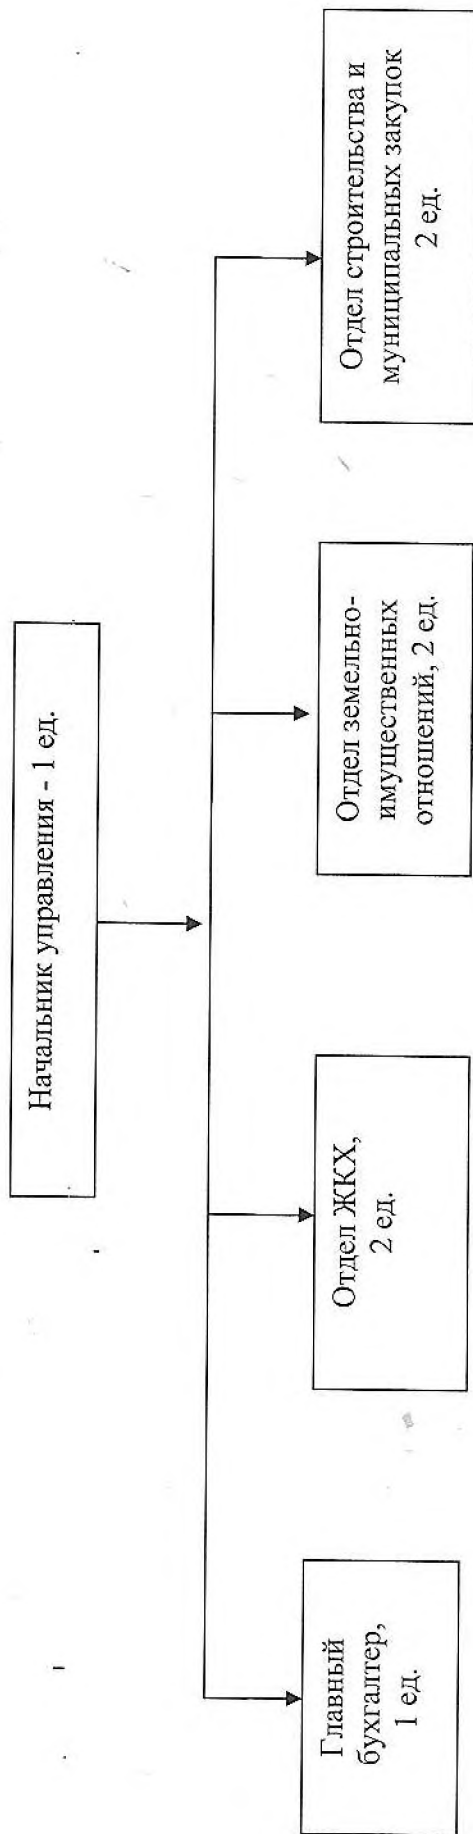 Начальник управления - 1 ед.
Главный
бухгалтер,
1 ед.
Отдел ЖКХ,
2 ед.
Отдел земельно-
имущественных
отношений, 2 ед.
Отдел строительства и
муниципальных закупок
2 ед.